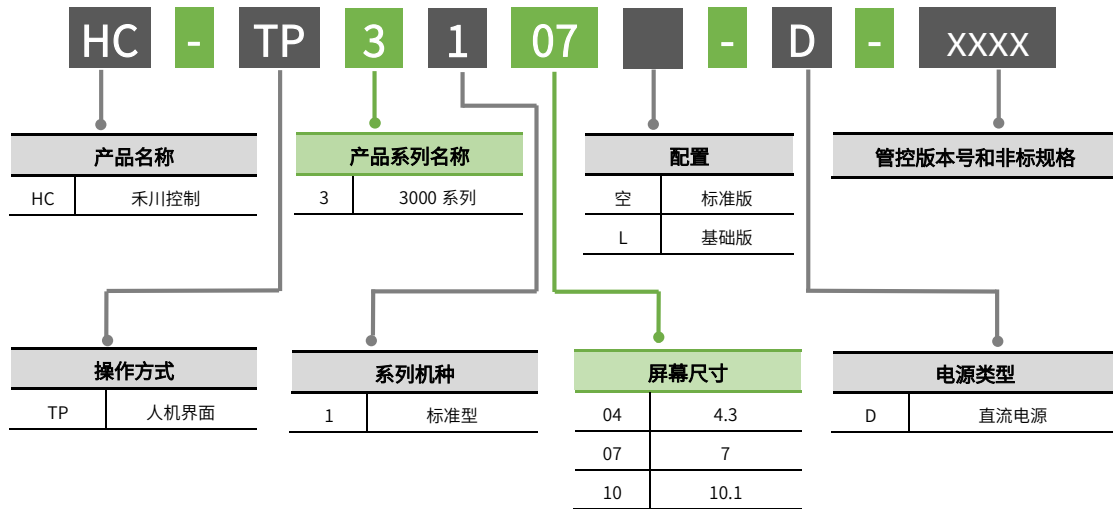 HC - TP 3 1 07 - D - xxxx
产品名称
HC 禾川控制
产品系列名称
3 3000 系列
配置
空 标准版
L 基础版
管控版本号和非标规格
操作方式
TP 人机界面
系列机种
1 标准型
屏幕尺寸
04 4.3
07 7
10 10.1
电源类型
D 直流电源